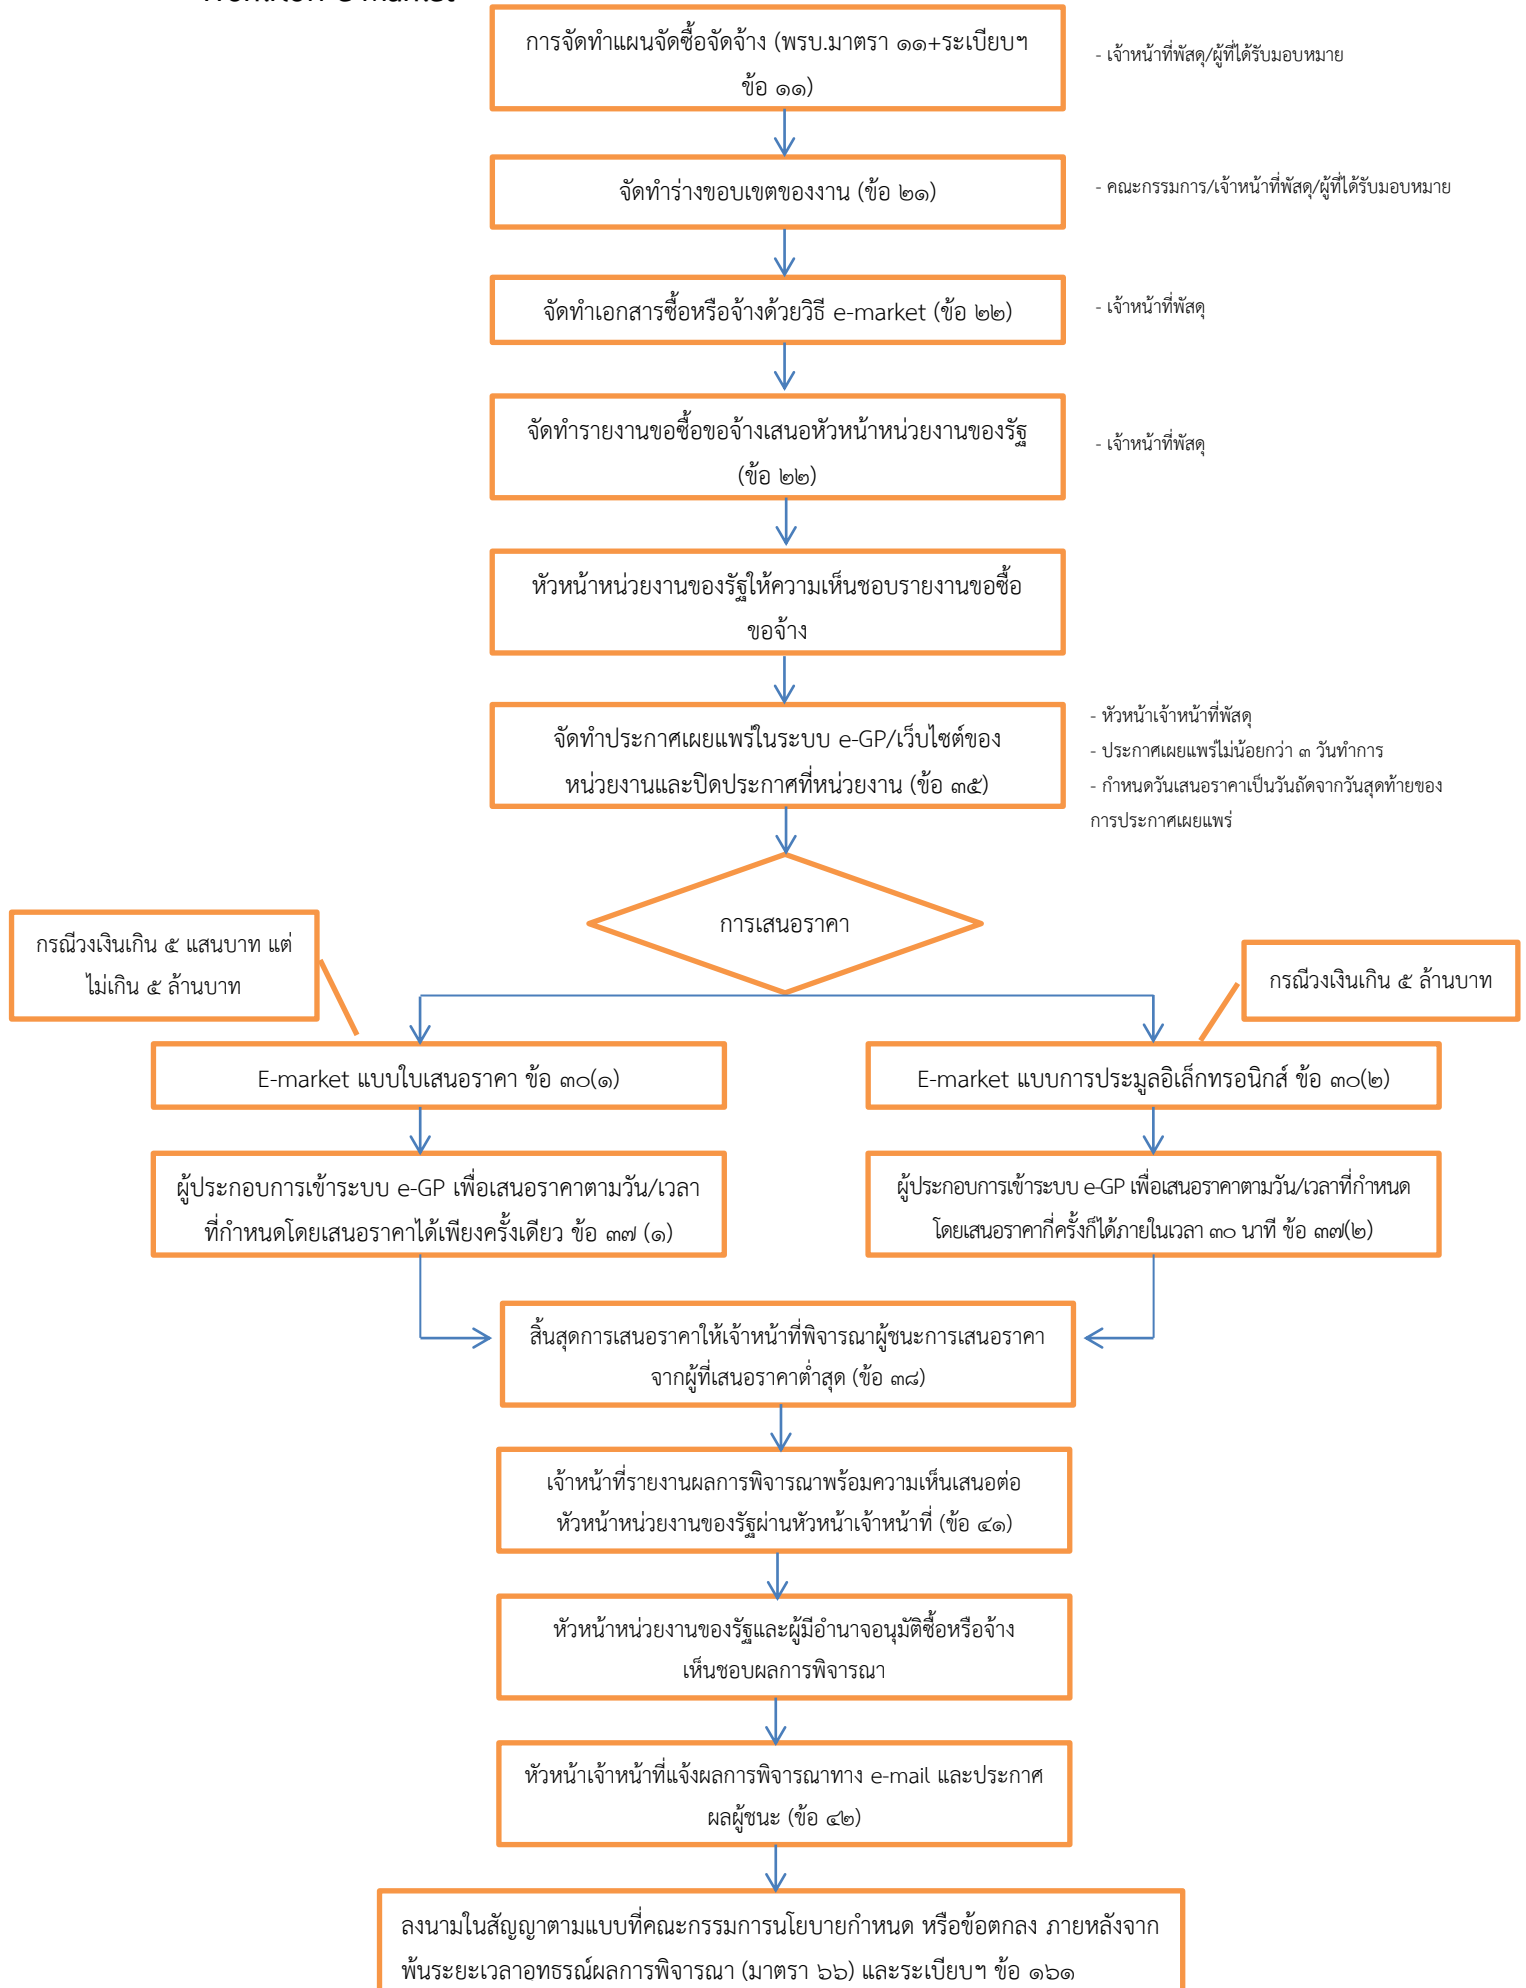 การจัดทำแผนจัดซื้อจัดจ้าง (พรบ.มาตรา ๑๑+ระเบียบฯ
ข้อ ๑๑)
- เจ้าหน้าที่พัสดุ/ผู้ที่ได้รับมอบหมาย
จัดทำร่างขอบเขตของงาน (ข้อ ๒๑)
- คณะกรรมการ/เจ้าหน้าที่พัสดุ/ผู้ที่ได้รับมอบหมาย
จัดทำเอกสารซื้อหรือจ้างด้วยวิธี e-market (ข้อ ๒๒)
- เจ้าหน้าที่พัสดุ
จัดทำรายงานขอซื้อขอจ้างเสนอหัวหน้าหน่วยงานของรัฐ
(ข้อ ๒๒)
- เจ้าหน้าที่พัสดุ
หัวหน้าหน่วยงานของรัฐให้ความเห็นชอบรายงานขอซื้อ
ขอจ้าง
จัดทำประกาศเผยแพร่ในระบบ e-GP/เว็บไซต์ของ
หน่วยงานและปิดประกาศที่หน่วยงาน (ข้อ ๓๕)
- หัวหน้าเจ้าหน้าที่พัสดุ
- ประกาศเผยแพร่ไม่น้อยกว่า ๓ วันทำการ
- กำหนดวันเสนอราคาเป็นวันถัดจากวันสุดท้ายของ
การประกาศเผยแพร่
การเสนอราคา
กรณีวงเงินเกิน ๕ แสนบาท แต่
ไม่เกิน ๕ ล้านบาท
กรณีวงเงินเกิน ๕ ล้านบาท
E-market แบบใบเสนอราคา ข้อ ๓๐(๑)
E-market แบบการประมูลอิเล็กทรอนิกส์ ข้อ ๓๐(๒)
ผู้ประกอบการเข้าระบบ e-GP เพื่อเสนอราคาตามวัน/เวลา
ที่กำหนดโดยเสนอราคาได้เพียงครั้งเดียว ข้อ ๓๗ (๑)
ผู้ประกอบการเข้าระบบ e-GP เพื่อเสนอราคาตามวัน/เวลาที่กำหนด
โดยเสนอราคากี่ครั้งก็ได้ภายในเวลา ๓๐ นาที ข้อ ๓๗(๒)
สิ้นสุดการเสนอราคาให้เจ้าหน้าที่พิจารณาผู้ชนะการเสนอราคา
จากผู้ที่เสนอราคาต่ำสุด (ข้อ ๓๘)
เจ้าหน้าที่รายงานผลการพิจารณาพร้อมความเห็นเสนอต่อ
หัวหน้าหน่วยงานของรัฐผ่านหัวหน้าเจ้าหน้าที่ (ข้อ ๔๑)
หัวหน้าหน่วยงานของรัฐและผู้มีอำนาจอนุมัติซื้อหรือจ้าง
เห็นชอบผลการพิจารณา
หัวหน้าเจ้าหน้าที่แจ้งผลการพิจารณาทาง e-mail และประกาศ
ผลผู้ชนะ (ข้อ ๔๒)
ลงนามในสัญญาตามแบบที่คณะกรรมการนโยบายกำหนด หรือข้อตกลง ภายหลังจาก
พ้นระยะเวลาอุทธรณ์ผลการพิจารณา (มาตรา ๖๖) และระเบียบฯ ข้อ ๑๖๑